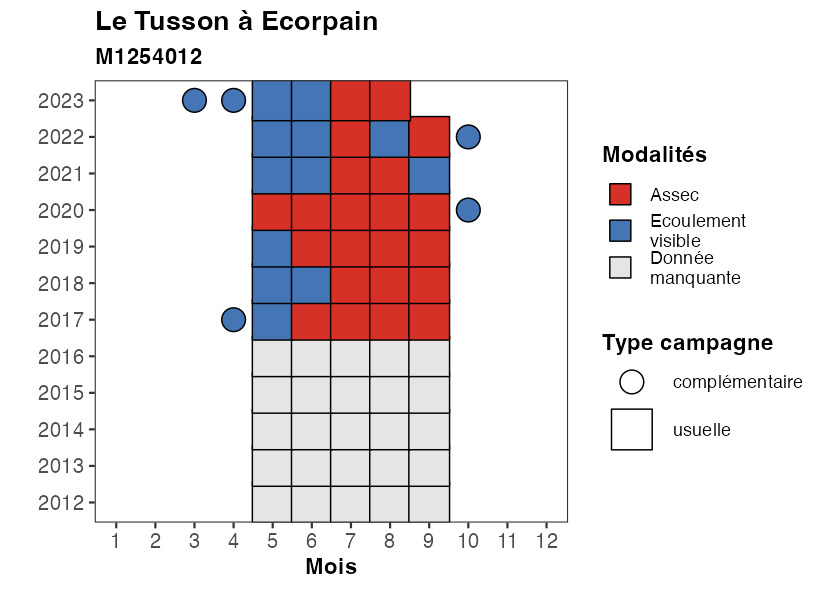 Le Tusson à Ecorpain
M1254012
2023
2022
2021
2020
2019
2018
2017
2016
2015
2014
2013
2012
1 2 3 4 5 6 7 8 9 10 11 12
Mois
Modalités
Assec
Ecoulement
visible
Donnée
manquante
Type campagne
complémentaire
usuelle